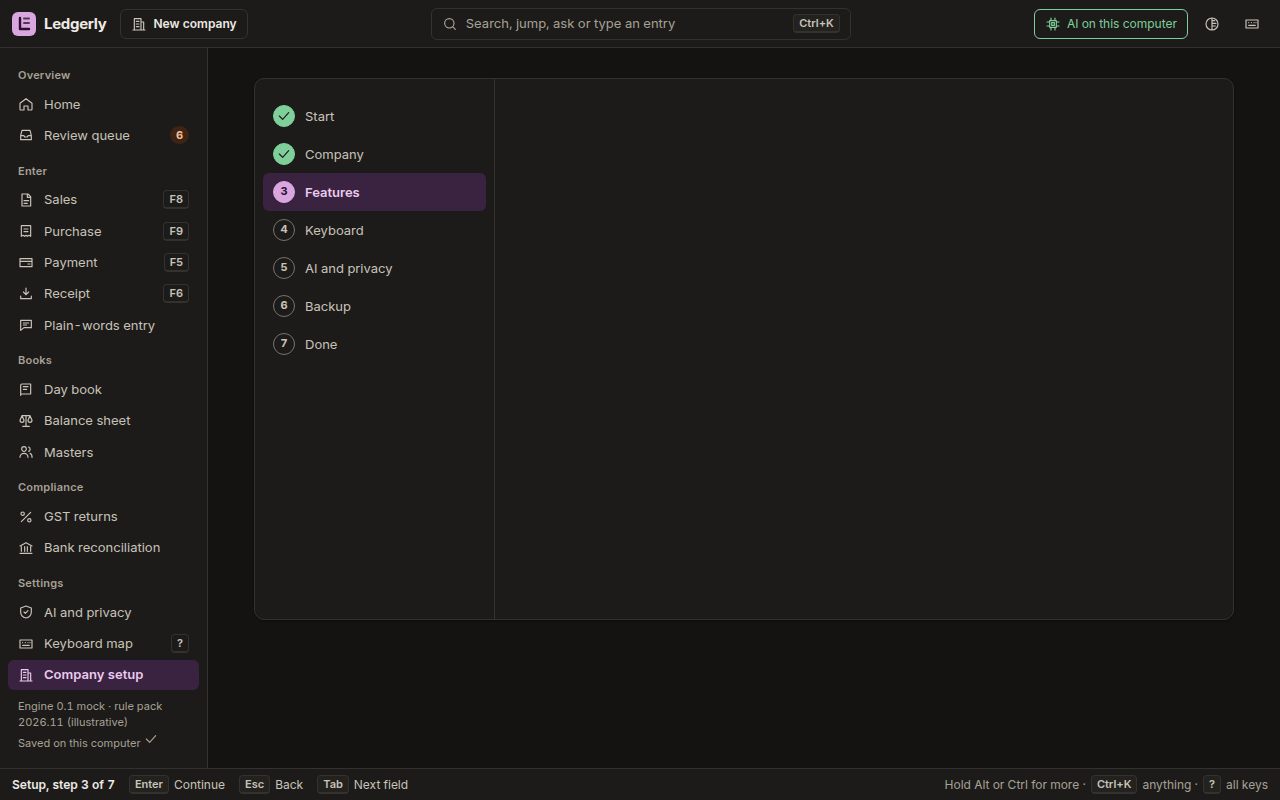 Ledgerly
New company
Search, jump, ask or type an entry
Ctrl+K
AI on this computer
Overview
Home
Review queue 6
Enter
Sales F8
Purchase F9
Payment F5
Receipt F6
Plain-words entry
Books
Day book
Balance sheet
Masters
Compliance
GST returns
Bank reconciliation
Settings
AI and privacy
Keyboard map ?
Company setup
Engine 0.1 mock · rule pack
2026.11 (illustrative)
Saved on this computer
Start
Company
3 Features
4 Keyboard
5 AI and privacy
6 Backup
7 Done
Setup, step 3 of 7 Enter Continue Esc Back Tab Next field
Hold Alt or Ctrl for more · Ctrl+K anything · ? all keys